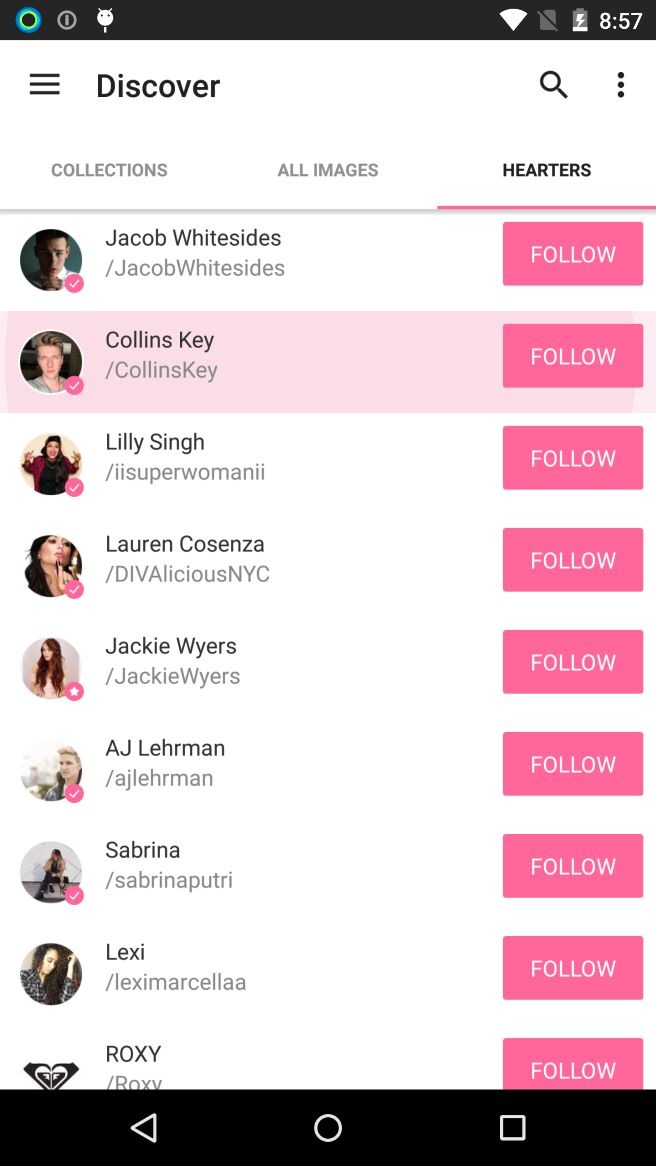 8:57
Discover
COLLECTIONS
ALL IMAGES
HEARTERS
Jacob Whitesides
/JacobWhitesides
FOLLOW
Collins Key
/CollinsKey
FOLLOW
Lilly Singh
/iisuperwomanii
FOLLOW
Lauren Cosenza
/DIVAliciousNYC
FOLLOW
Jackie Wyers
/JackieWyers
FOLLOW
AJ Lehrman
/ajlehrman
FOLLOW
Sabrina
/sabrinaputri
FOLLOW
Lexi
/leximarcellaa
FOLLOW
ROXY
/Roxy
FOLLOW